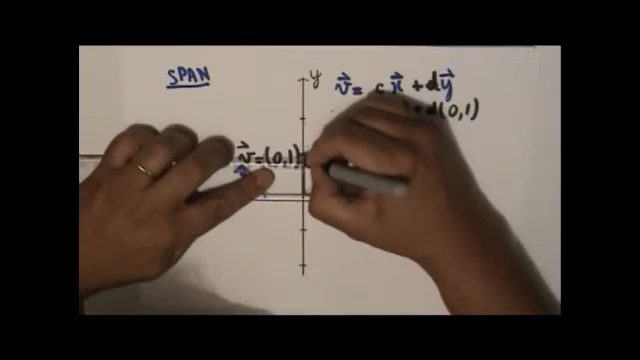 SPAN
y
v⃗ = c x⃗ + d y⃗
+ d(0,1)
v⃗ = (0,1)